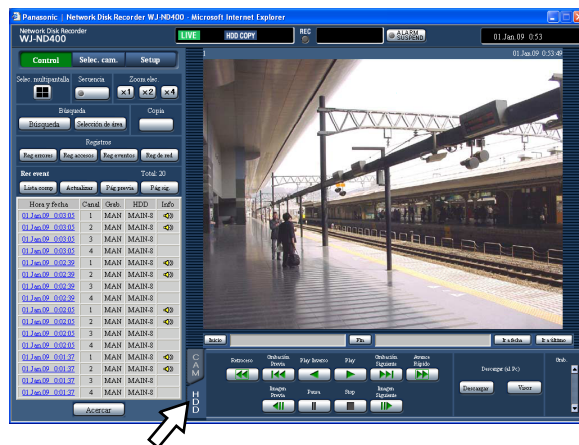 Panasonic | Network Disk Recorder WJ-ND400 - Microsoft Internet Explorer
Network Disk Recorder
WJ-ND400
LIVE
HDD COPY
REC
ALARM
SUSPEND
01.Jan.09 0:53
Control
Selec. cam.
Setup
1
01.Jan.09 0:53:49
Selec. multipantalla
Secuencia
Zoom elec.
×1
×2
×4
Búsqueda
Copia
Búsqueda
Selección de área
Registros
Reg errores
Reg accesos
Reg eventos
Reg de red.
Rec event
Total: 20
Lista comp
Actualizar
Pág previa
Pág sig.
Hora y fecha Canal Grab. HDD Info
01.Jan.09 0:03:05 1 MAN MAIN-8
01.Jan.09 0:03:05 2 MAN MAIN-8
01.Jan.09 0:03:05 3 MAN MAIN-8
01.Jan.09 0:03:05 4 MAN MAIN-8
01.Jan.09 0:02:39 1 MAN MAIN-8
01.Jan.09 0:02:39 2 MAN MAIN-8
01.Jan.09 0:02:39 3 MAN MAIN-8
01.Jan.09 0:02:39 4 MAN MAIN-8
01.Jan.09 0:02:05 1 MAN MAIN-8
01.Jan.09 0:02:05 2 MAN MAIN-8
01.Jan.09 0:02:05 3 MAN MAIN-8
01.Jan.09 0:02:05 4 MAN MAIN-8
01.Jan.09 0:01:37 1 MAN MAIN-8
01.Jan.09 0:01:37 2 MAN MAIN-8
01.Jan.09 0:01:37 3 MAN MAIN-8
01.Jan.09 0:01:37 4 MAN MAIN-8
Acercar
Inicio
Fin.
Ir a fecha
Ir a último
CAM
HDD
Retroceso
Grabación Previa
Play Inverso
Play
Grabación Siguiente
Avance Rápido
Imagen Previa
Pausa
Stop
Imagen Siguiente
Descargar (al Pc)
Descargar
Visor
Grab.